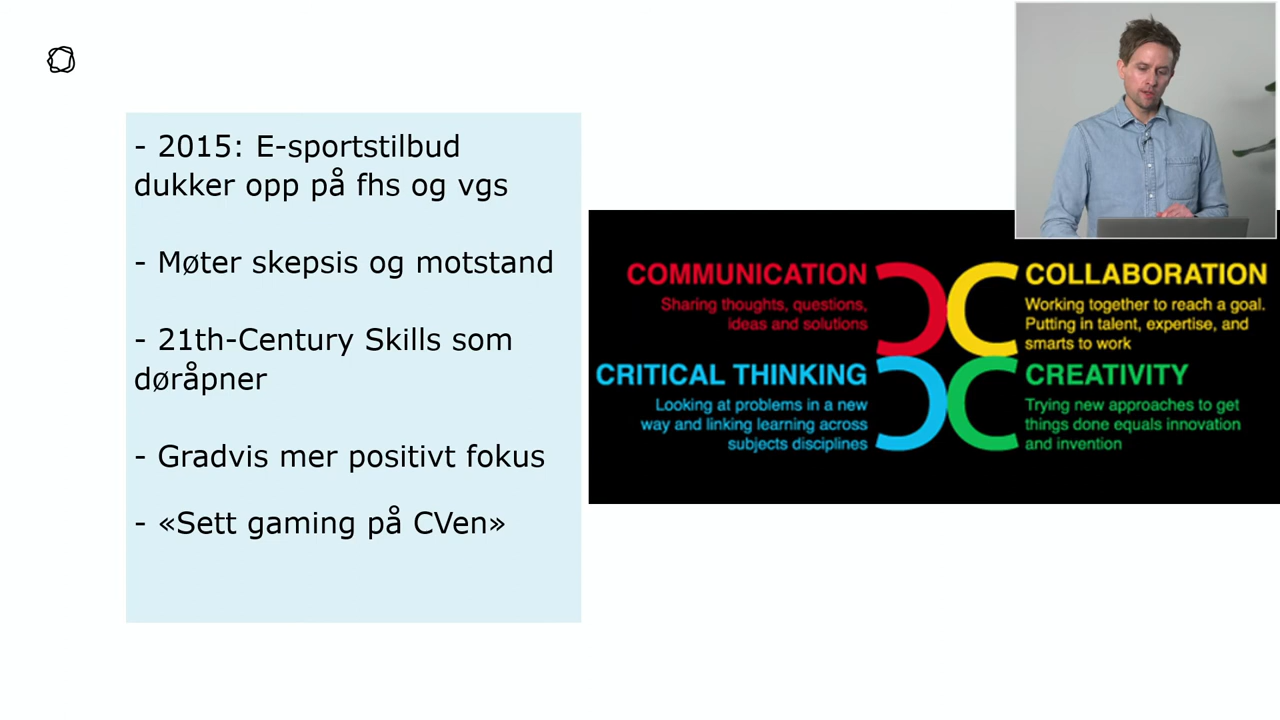 - 2015: E-sportstilbud
dukker opp på fhs og vgs
- Møter skepsis og motstand
- 21th-Century Skills som
døråpner
- Gradvis mer positivt fokus
- «Sett gaming på CVen»
COMMUNICATION
Sharing thoughts, questions,
ideas and solutions
COLLABORATION
Working together to reach a goal.
Putting in talent, expertise, and
smarts to work
CRITICAL THINKING
Looking at problems in a new
way and linking learning across
subjects disciplines
CREATIVITY
Trying new approaches to get
things done equals innovation
and invention